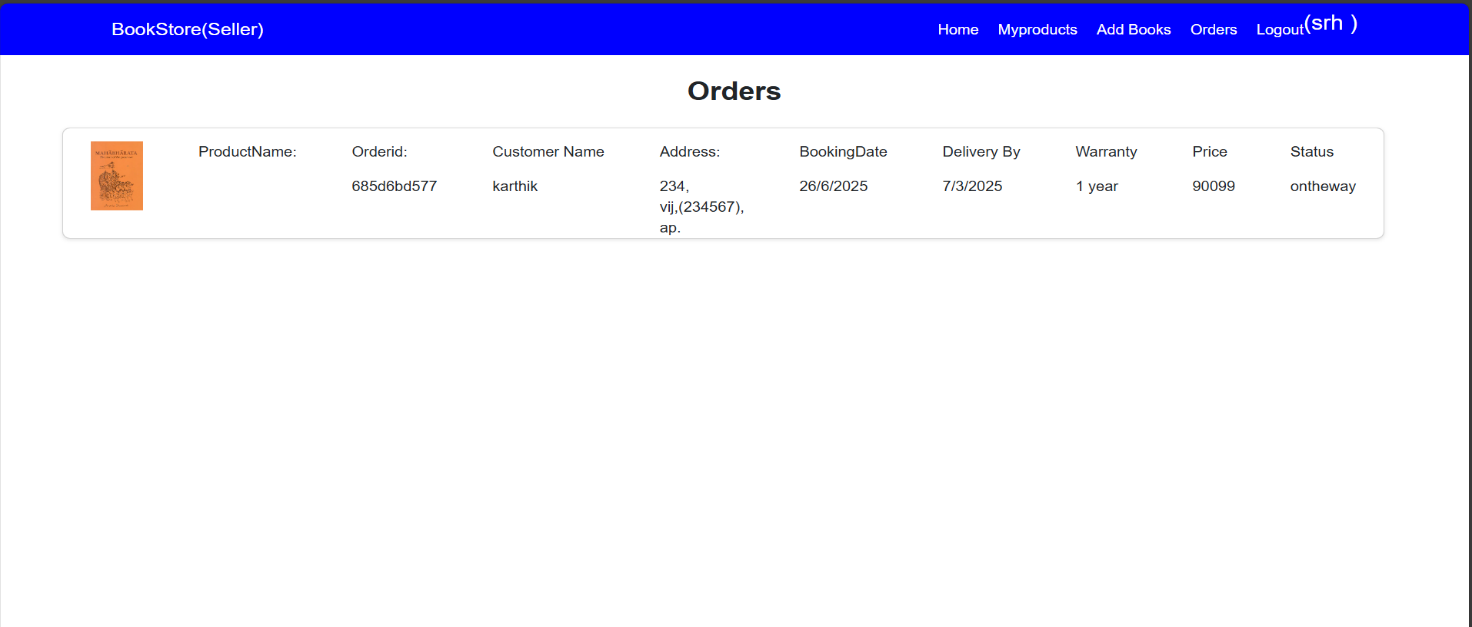 BookStore(Seller) Home Myproducts Add Books Orders Logout(srh )
Orders
ProductName: Orderid: Customer Name Address: BookingDate Delivery By Warranty Price Status
685d6bd577 karthik 234, 26/6/2025 7/3/2025 1 year 90099 ontheway
vij,(234567),
ap.